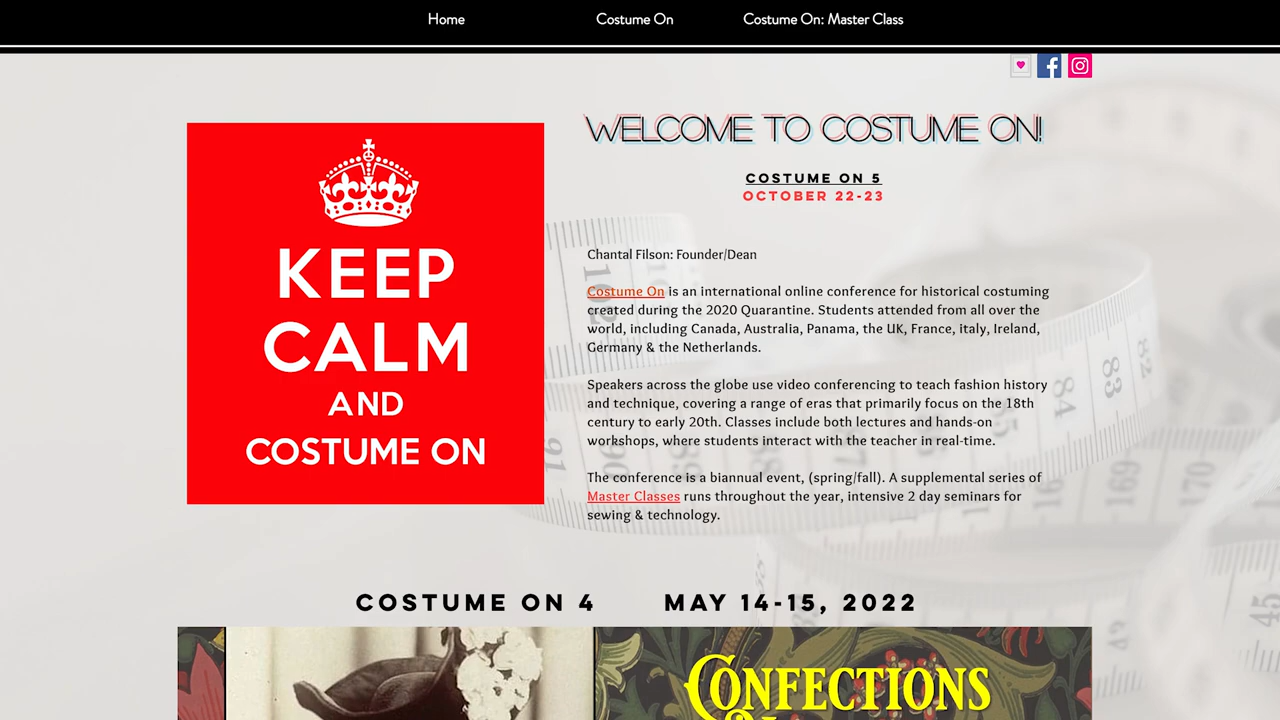 Home Costume On Costume On: Master Class
WELCOME TO COSTUME ON!
COSTUME ON 5
OCTOBER 22-23
KEEP
CALM
AND
COSTUME ON
Chantal Filson: Founder/Dean
Costume On is an international online conference for historical costuming
created during the 2020 Quarantine. Students attended from all over the
world, including Canada, Australia, Panama, the UK, France, italy, Ireland,
Germany & the Netherlands.
Speakers across the globe use video conferencing to teach fashion history
and technique, covering a range of eras that primarily focus on the 18th
century to early 20th. Classes include both lectures and hands-on
workshops, where students interact with the teacher in real-time.
The conference is a biannual event, (spring/fall). A supplemental series of
Master Classes runs throughout the year, intensive 2 day seminars for
sewing & technology.
COSTUME ON 4 MAY 14-15, 2022
CONFECTIONS